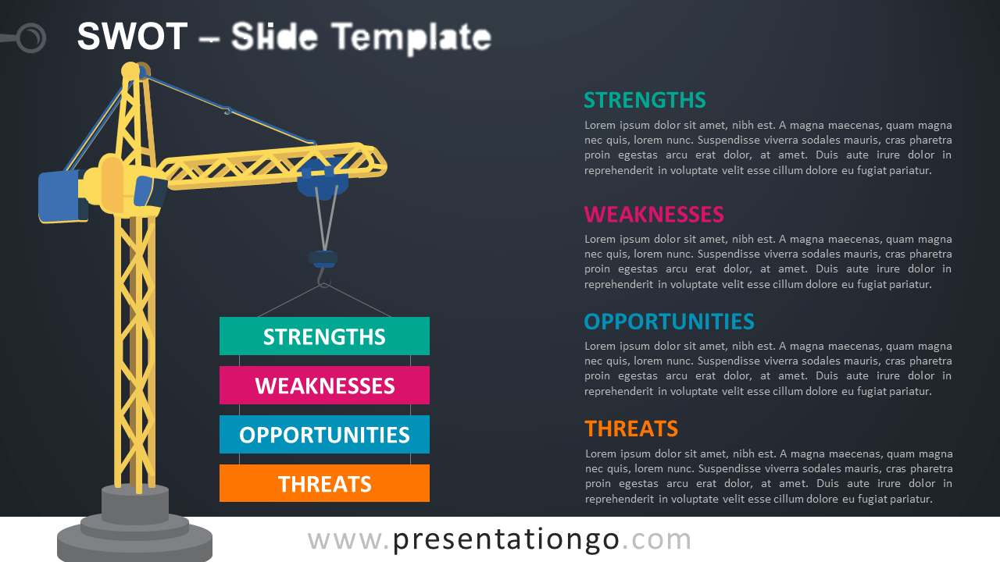 SWOT – Slide Template
STRENGTHS
WEAKNESSES
OPPORTUNITIES
THREATS
STRENGTHS
Lorem ipsum dolor sit amet, nibh est. A magna maecenas, quam magna
nec quis, lorem nunc. Suspendisse viverra sodales mauris, cras pharetra
proin egestas arcu erat dolor, at amet. Duis aute irure dolor in
reprehenderit in voluptate velit esse cillum dolore eu fugiat pariatur.
WEAKNESSES
Lorem ipsum dolor sit amet, nibh est. A magna maecenas, quam magna
nec quis, lorem nunc. Suspendisse viverra sodales mauris, cras pharetra
proin egestas arcu erat dolor, at amet. Duis aute irure dolor in
reprehenderit in voluptate velit esse cillum dolore eu fugiat pariatur.
OPPORTUNITIES
Lorem ipsum dolor sit amet, nibh est. A magna maecenas, quam magna
nec quis, lorem nunc. Suspendisse viverra sodales mauris, cras pharetra
proin egestas arcu erat dolor, at amet. Duis aute irure dolor in
reprehenderit in voluptate velit esse cillum dolore eu fugiat pariatur.
THREATS
Lorem ipsum dolor sit amet, nibh est. A magna maecenas, quam magna
nec quis, lorem nunc. Suspendisse viverra sodales mauris, cras pharetra
proin egestas arcu erat dolor, at amet. Duis aute irure dolor in
reprehenderit in voluptate velit esse cillum dolore eu fugiat pariatur.
www.presentationgo.com